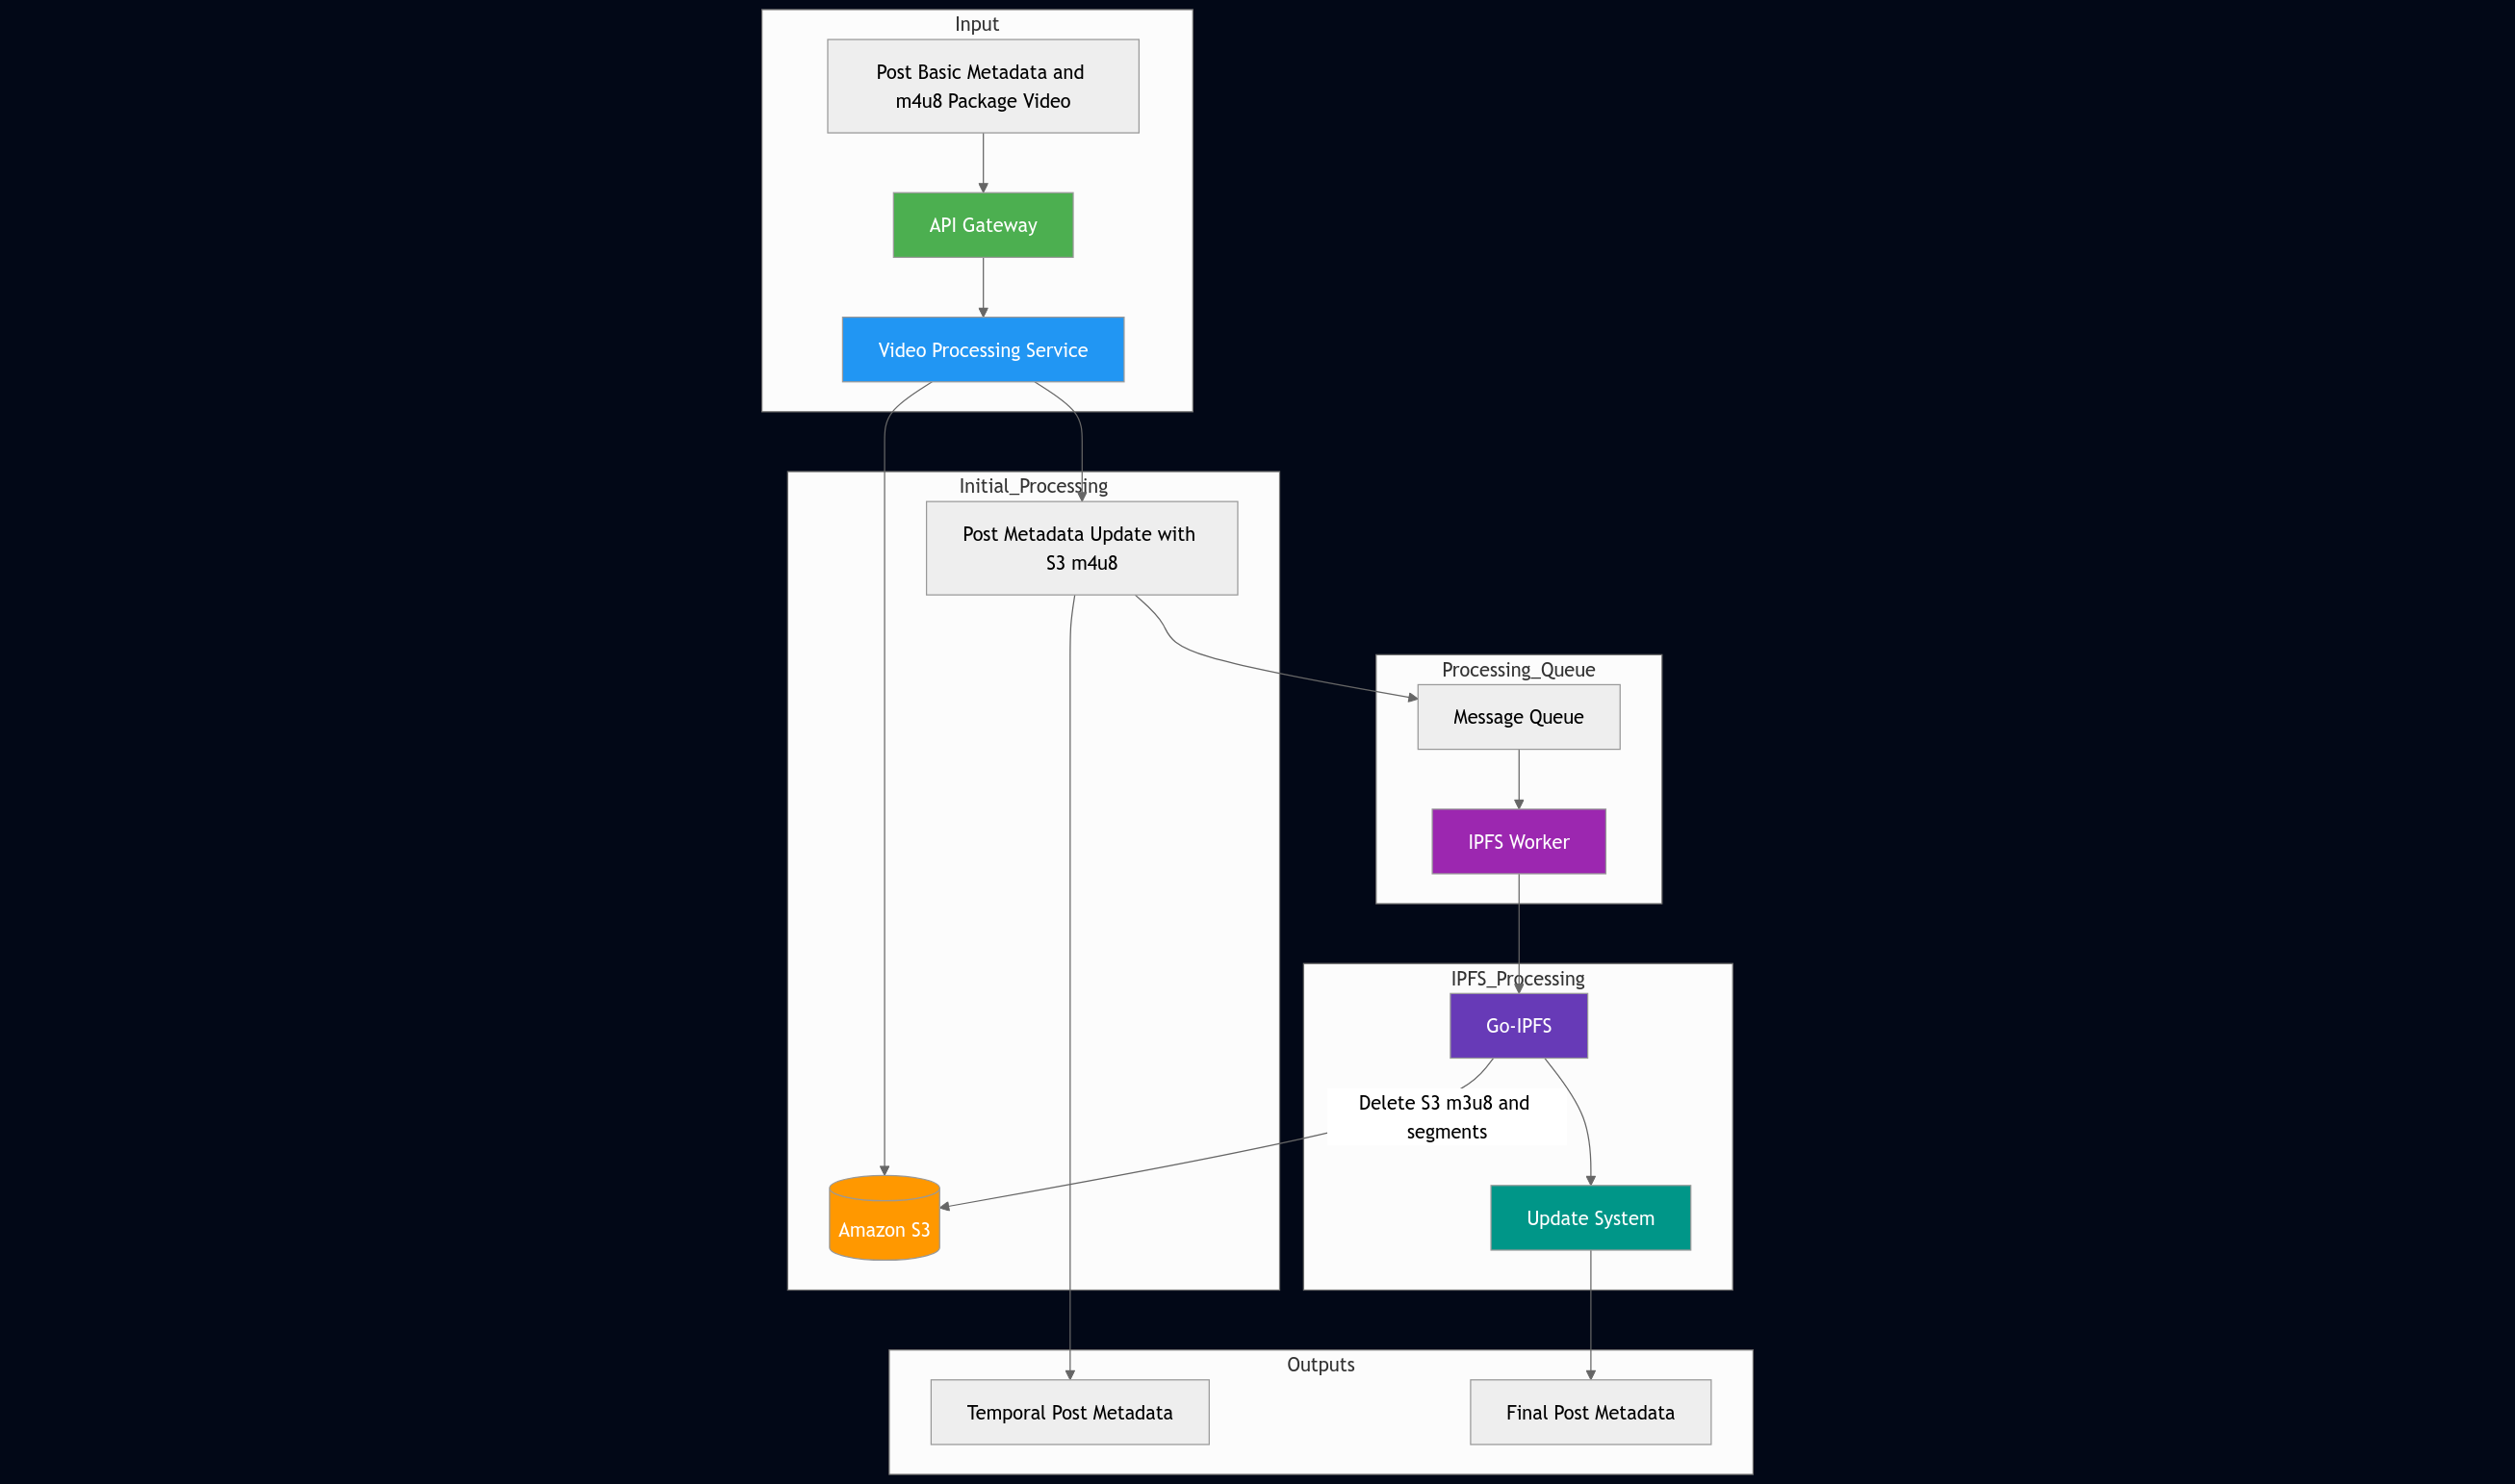 Input
Post Basic Metadata and
m4u8 Package Video
API Gateway
Video Processing Service
Initial_Processing
Post Metadata Update with
S3 m4u8
Processing_Queue
Message Queue
IPFS Worker
IPFS_Processing
Go-IPFS
Delete S3 m3u8 and
segments
Amazon S3
Update System
Outputs
Temporal Post Metadata
Final Post Metadata